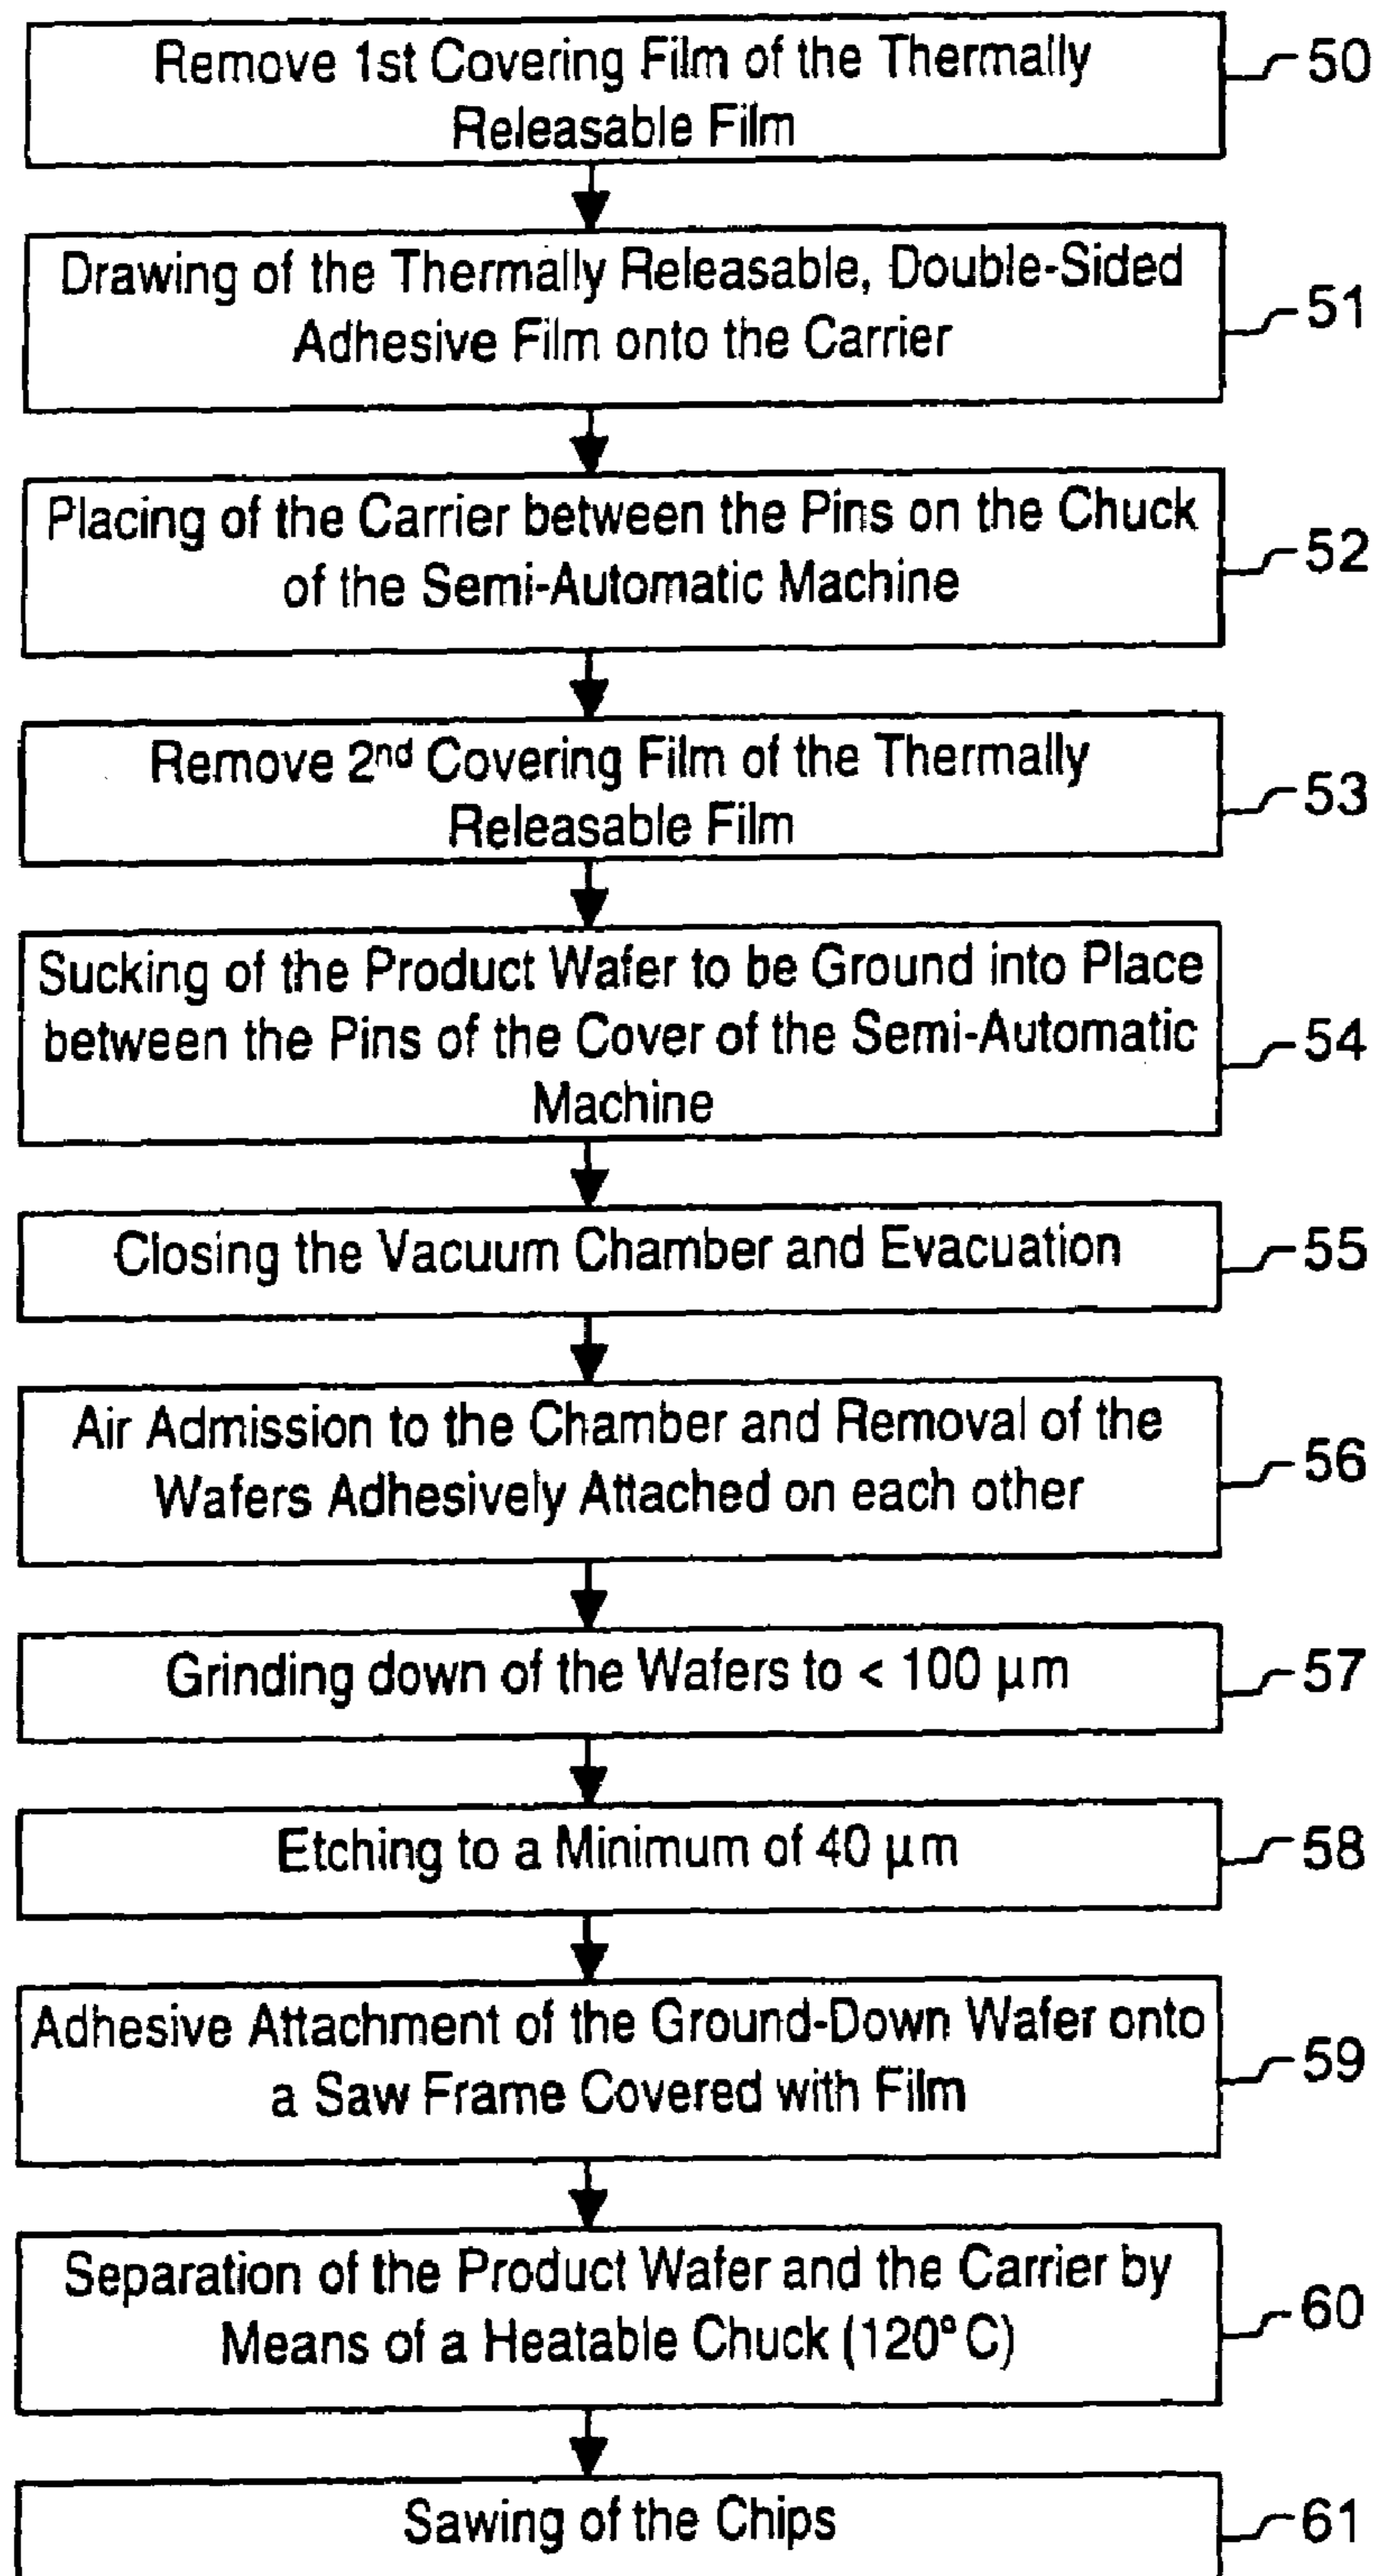 Remove 1st Covering Film of the Thermally
Releasable Film
50
Drawing of the Thermally Releasable, Double-Sided
Adhesive Film onto the Carrier
51
Placing of the Carrier between the Pins on the Chuck
of the Semi-Automatic Machine
52
Remove 2nd Covering Film of the Thermally
Releasable Film
53
Sucking of the Product Wafer to be Ground into Place
between the Pins of the Cover of the Semi-Automatic
Machine
54
Closing the Vacuum Chamber and Evacuation
55
Air Admission to the Chamber and Removal of the
Wafers Adhesively Attached on each other
56
Grinding down of the Wafers to < 100 µm
57
Etching to a Minimum of 40 µm
58
Adhesive Attachment of the Ground-Down Wafer onto
a Saw Frame Covered with Film
59
Separation of the Product Wafer and the Carrier by
Means of a Heatable Chuck (120°C)
60
Sawing of the Chips
61